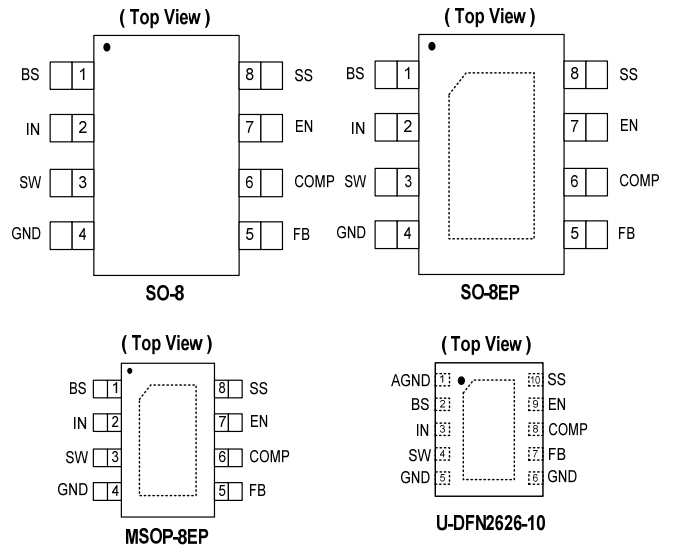 ( Top View )
BS 1 8 SS
IN 2 7 EN
SW 3 6 COMP
GND 4 5 FB
SO-8
( Top View )
BS 1 8 SS
IN 2 7 EN
SW 3 6 COMP
GND 4 5 FB
SO-8EP
( Top View )
BS 1 8 SS
IN 2 7 EN
SW 3 6 COMP
GND 4 5 FB
MSOP-8EP
( Top View )
AGND 1 10 SS
BS 2 9 EN
IN 3 8 COMP
SW 4 7 FB
GND 5 6 GND
U-DFN2626-10